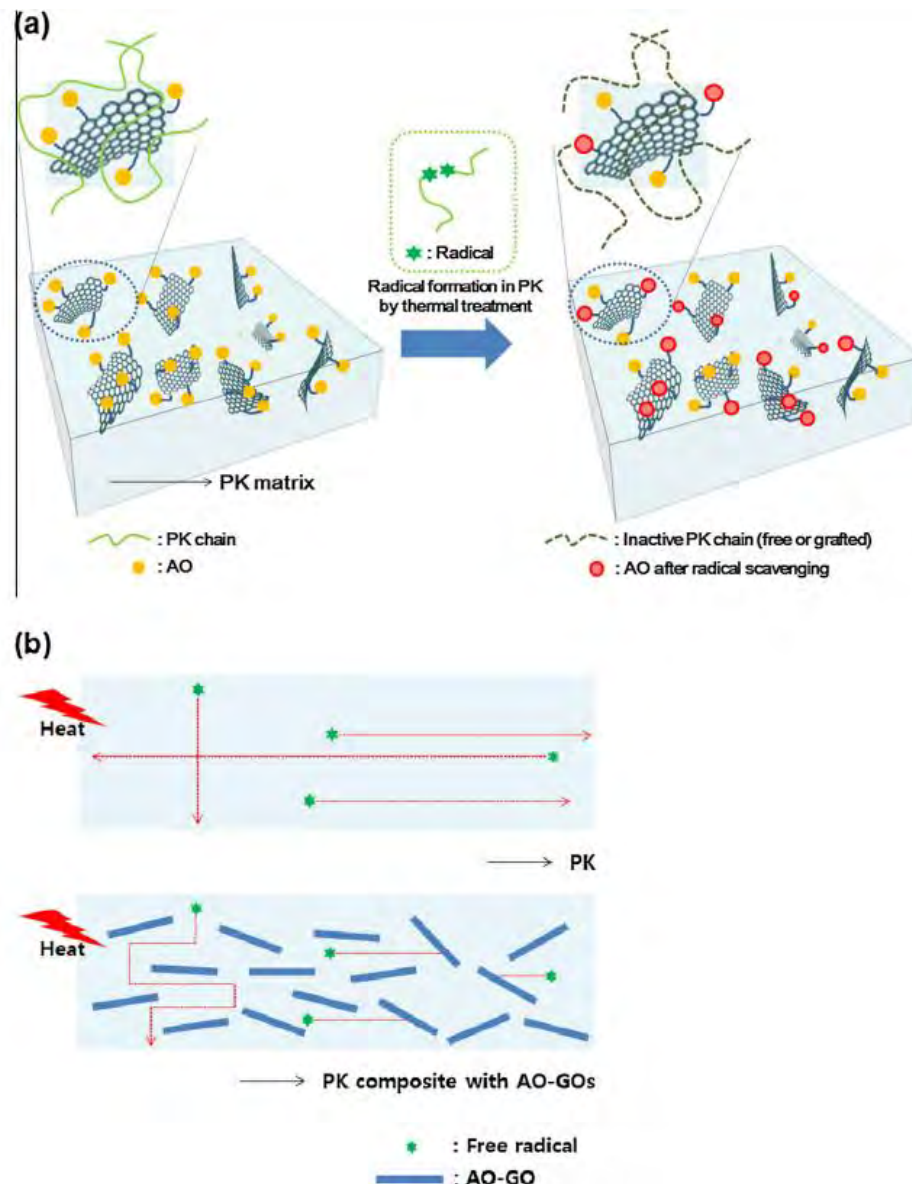 (a)
: Radical
Radical formation in PK
by thermal treatment
PK matrix
: PK chain
: AO
: Inactive PK chain (free or grafted)
: AO after radical scavenging
(b)
Heat
PK
Heat
PK composite with AO-GOs
: Free radical
: AO-GO